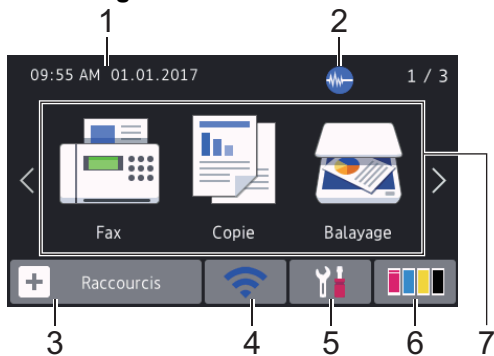 1 2
09:55 AM 01.01.2017 1 / 3
Fax Copie Balayage
Raccourcis
3 4 5 6 7